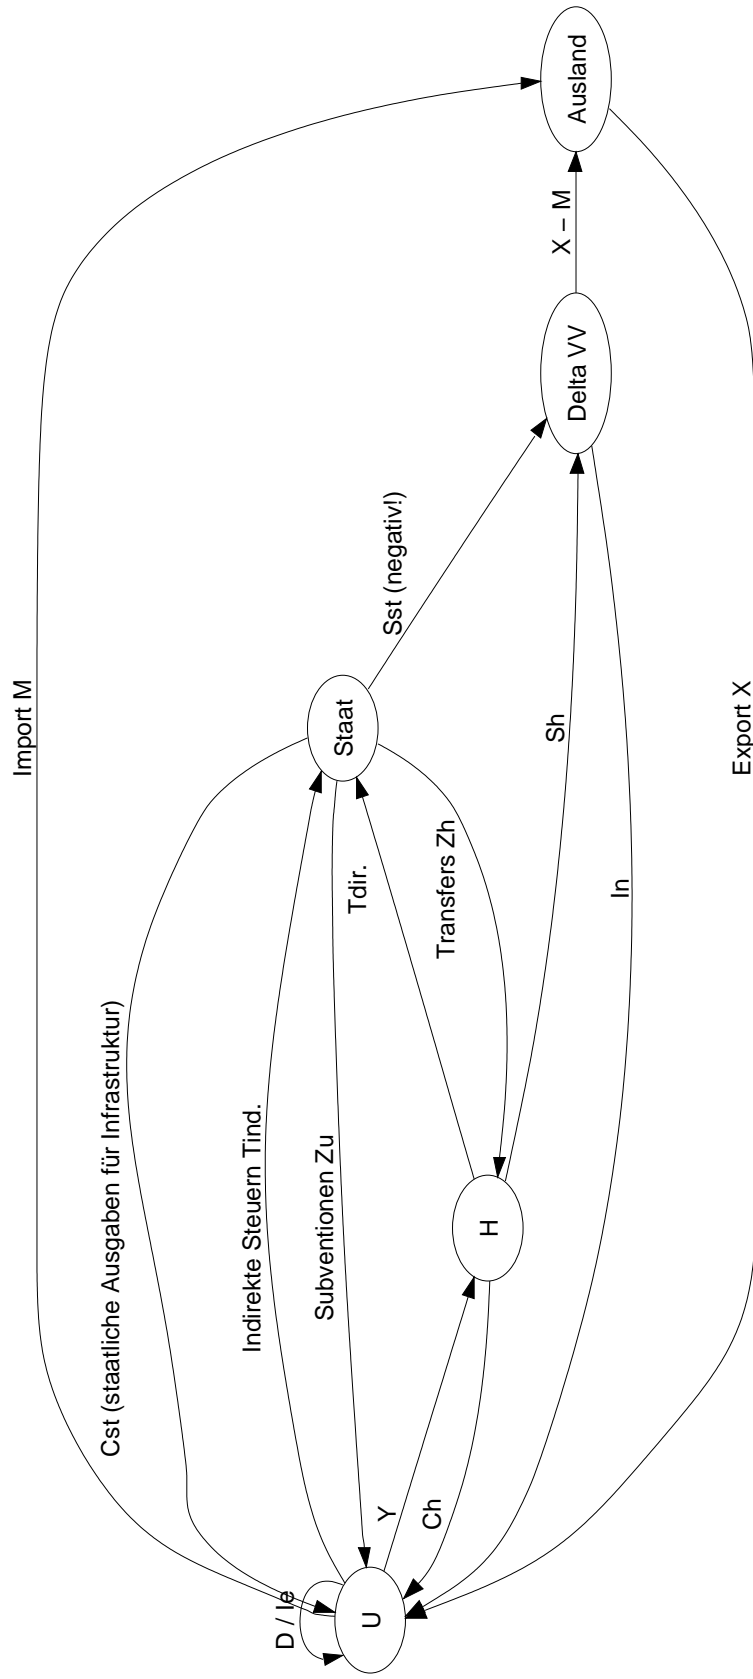 Import M
Cst (staatliche Ausgaben für Infrastruktur)
D / Ie
Indirekte Steuern Tind.
Subventionen Zu
U
Staat
Tdir.
Y
Sst (negativ!)
Ch
Transfers Zh
H
Sh
X – M
Delta VV
Ausland
In
Export X